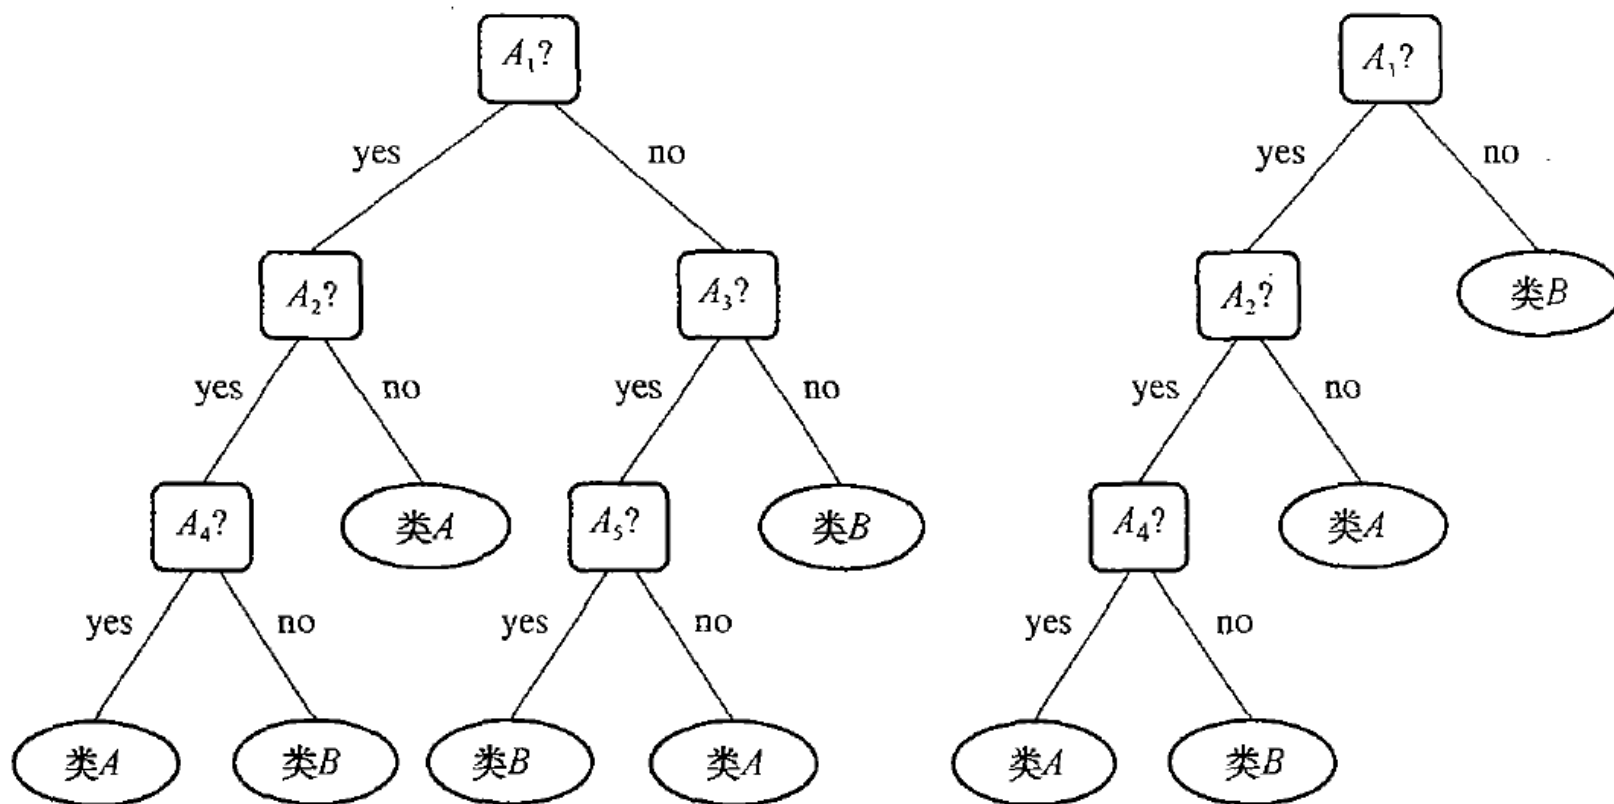 A₁?
A₁?
yes
no
yes
no
A₂?
A₃?
A₂?
类B
yes
no
yes
no
yes
no
A₄?
类A
A₅?
类B
A₄?
类A
yes
no
yes
no
yes
no
类A
类B
类B
类A
类A
类B